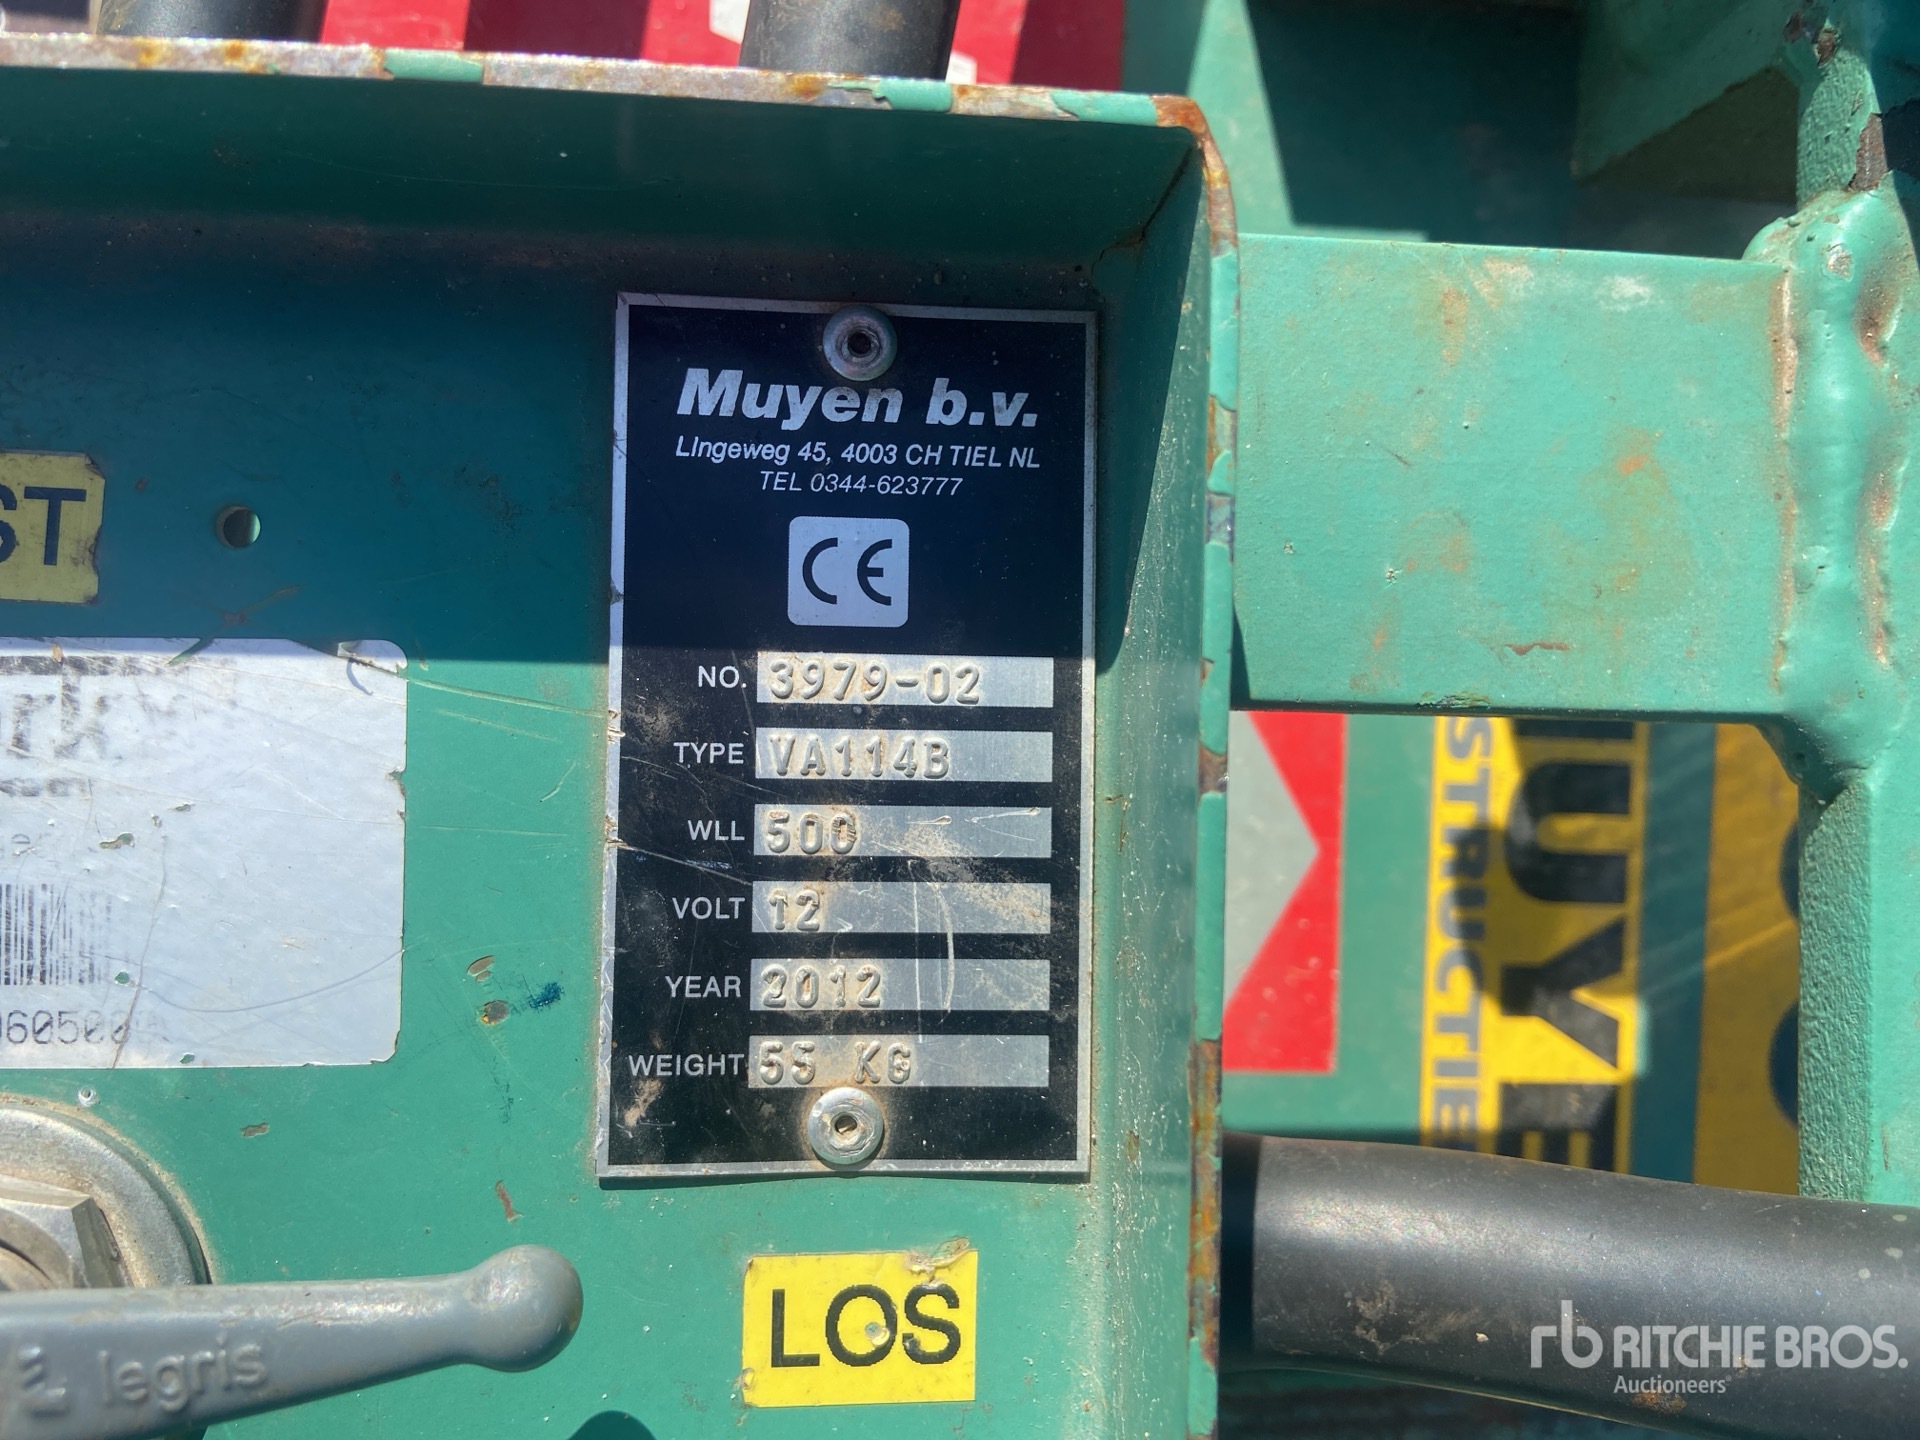 ST
Muyen b.v.
Lingeweg 45, 4003 CH TIEL NL
TEL 0344-623777
CE
NO. 3979-02
TYPE VA114B
WLL 500
VOLT 12
YEAR 2012
WEIGHT 55 KG
LOS
legris
rb RITCHIE BROS.
Auctioneers